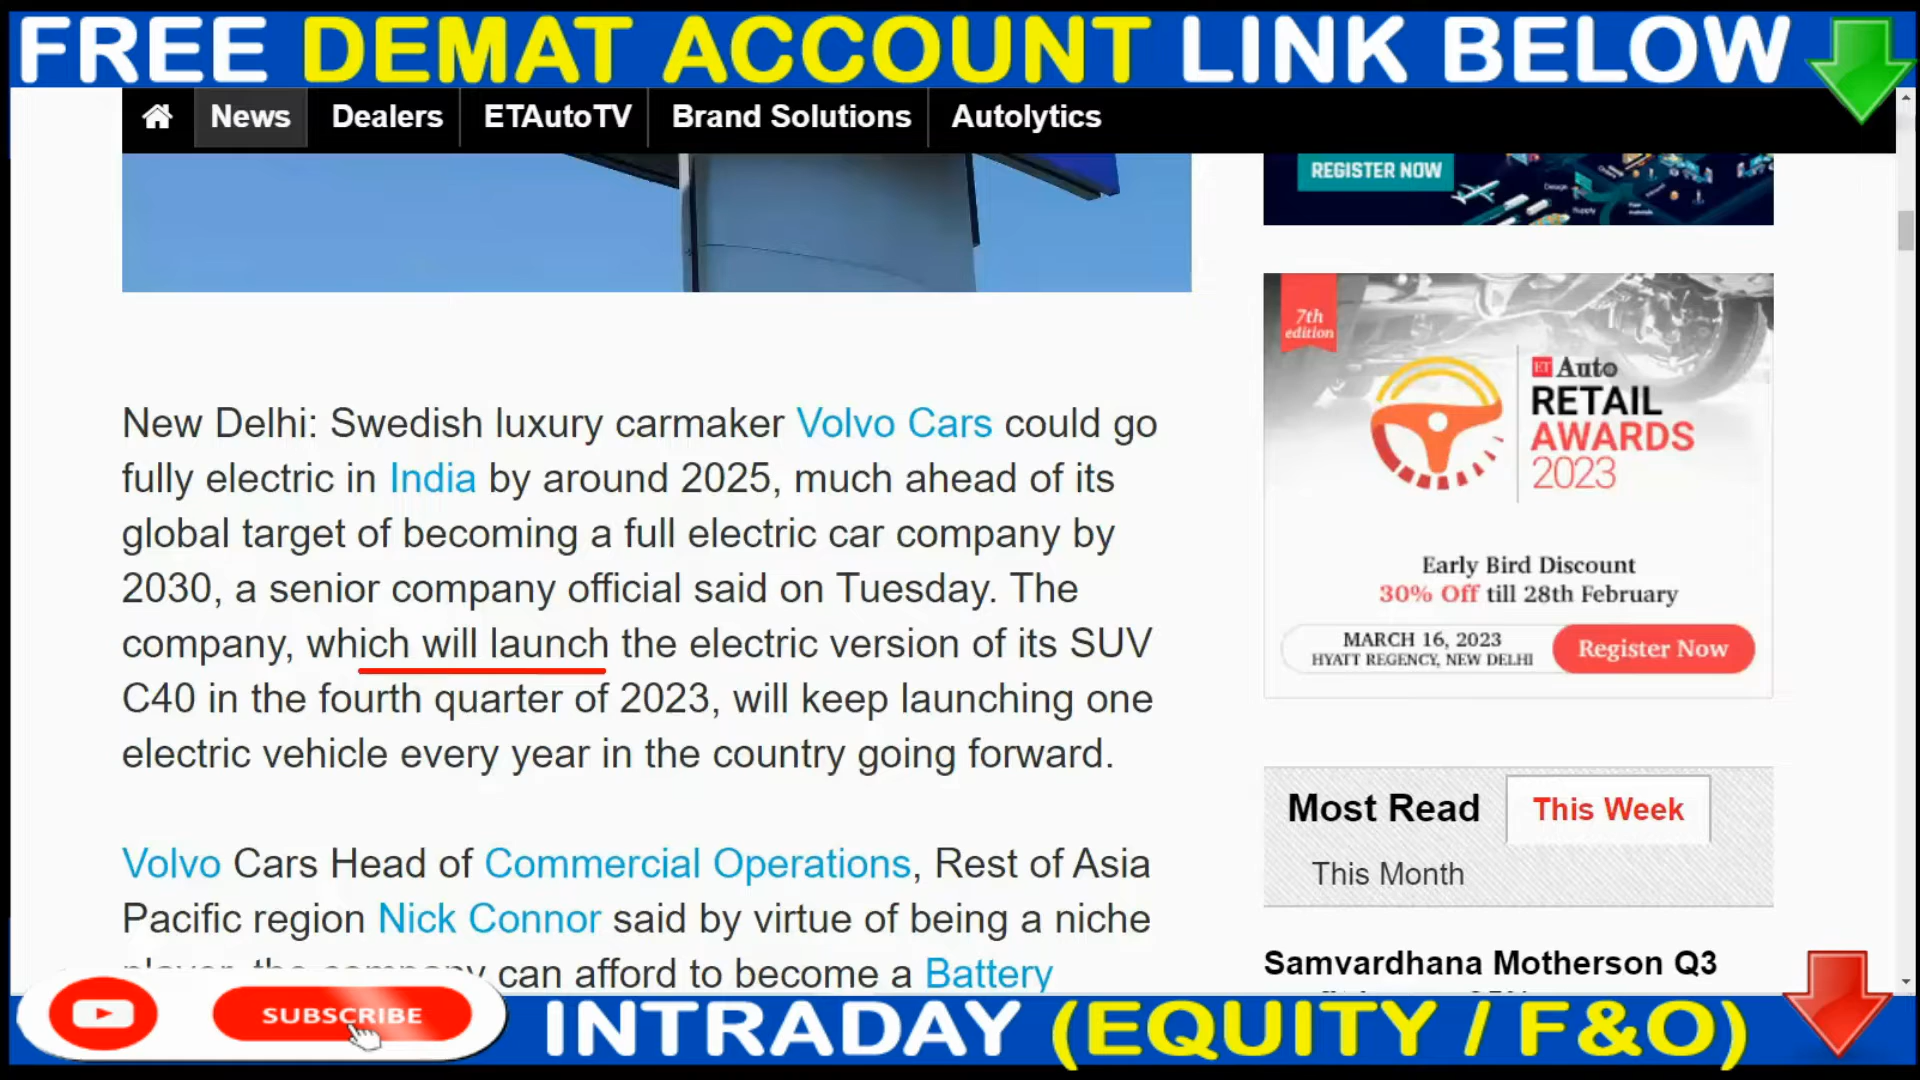 FREE DEMAT ACCOUNT LINK BELOW
News Dealers ETAutoTV Brand Solutions Autolytics
REGISTER NOW
7th
edition
ET Auto
RETAIL
AWARDS
2023
Early Bird Discount
30% Off till 28th February
MARCH 16, 2023
HYATT REGENCY, NEW DELHI
Register Now
New Delhi: Swedish luxury carmaker Volvo Cars could go
fully electric in India by around 2025, much ahead of its
global target of becoming a full electric car company by
2030, a senior company official said on Tuesday. The
company, which will launch the electric version of its SUV
C40 in the fourth quarter of 2023, will keep launching one
electric vehicle every year in the country going forward.
Volvo Cars Head of Commercial Operations, Rest of Asia
Pacific region Nick Connor said by virtue of being a niche
player, the company can afford to become a Battery
Most Read This Week
This Month
Samvardhana Motherson Q3
SUBSCRIBE
INTRADAY (EQUITY / F&O)